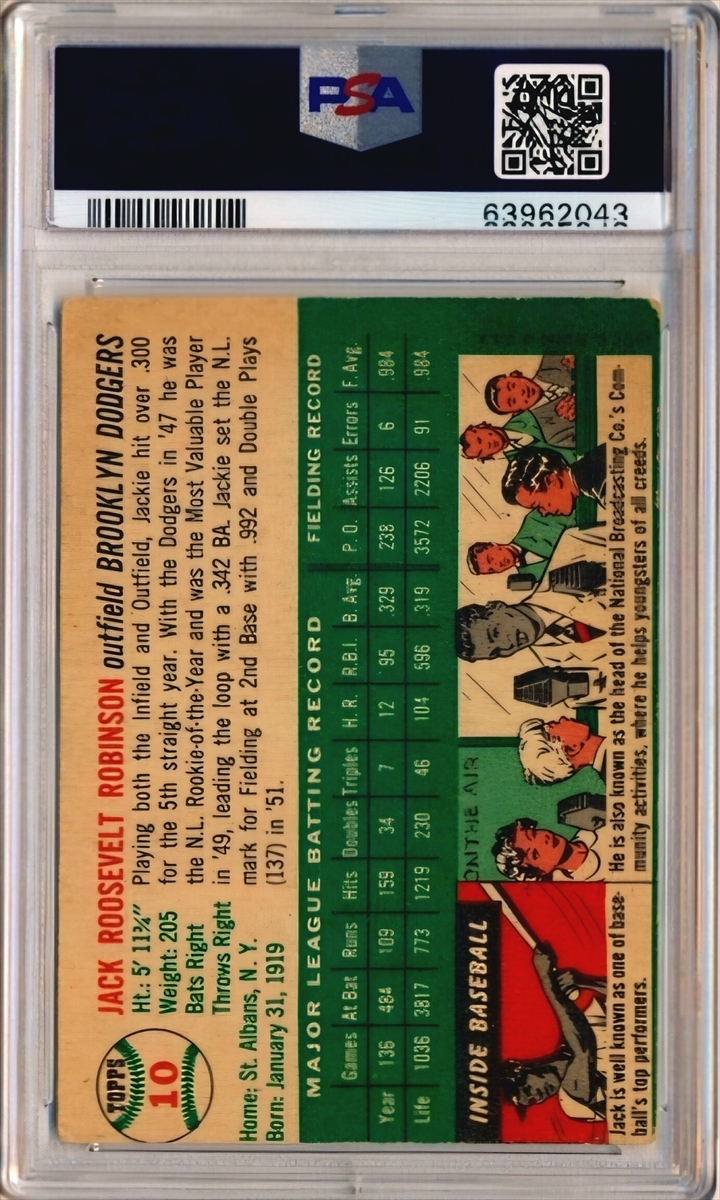 PSA
63962043
TOPPS
10
JACK ROOSEVELT ROBINSON outfield BROOKLYN DODGERS
Ht.: 5' 11¾"
Weight: 205
Bats Right
Throws Right
Home: St. Albans, N. Y.
Born: January 31, 1919
Playing both the Infield and Outfield, Jackie hit over .300
for the 5th straight year. With the Dodgers in '47 he was
the N.L. Rookie-of-the-Year and was the Most Valuable Player
in '49, leading the loop with a .342 BA. Jackie set the N.L.
mark for Fielding at 2nd Base with .992 and Double Plays
(137) in '51.
MAJOR LEAGUE BATTING RECORD FIELDING RECORD
Games At Bat Runs Hits Doubles Triples H. R. R.B.I. B. Avg. P. O. Assists Errors F. Avg.
Year 136 484 109 159 34 7 12 95 .329 238 126 6 .984
Life 1036 3817 773 1219 230 46 104 596 .319 3572 2206 91 .984
INSIDE BASEBALL
ON THE AIR
Jack is well known as one of base-
ball's top performers.
He is also known as the head of the National Broadcasting Co.'s Com-
munity activities, where he helps youngsters of all creeds.